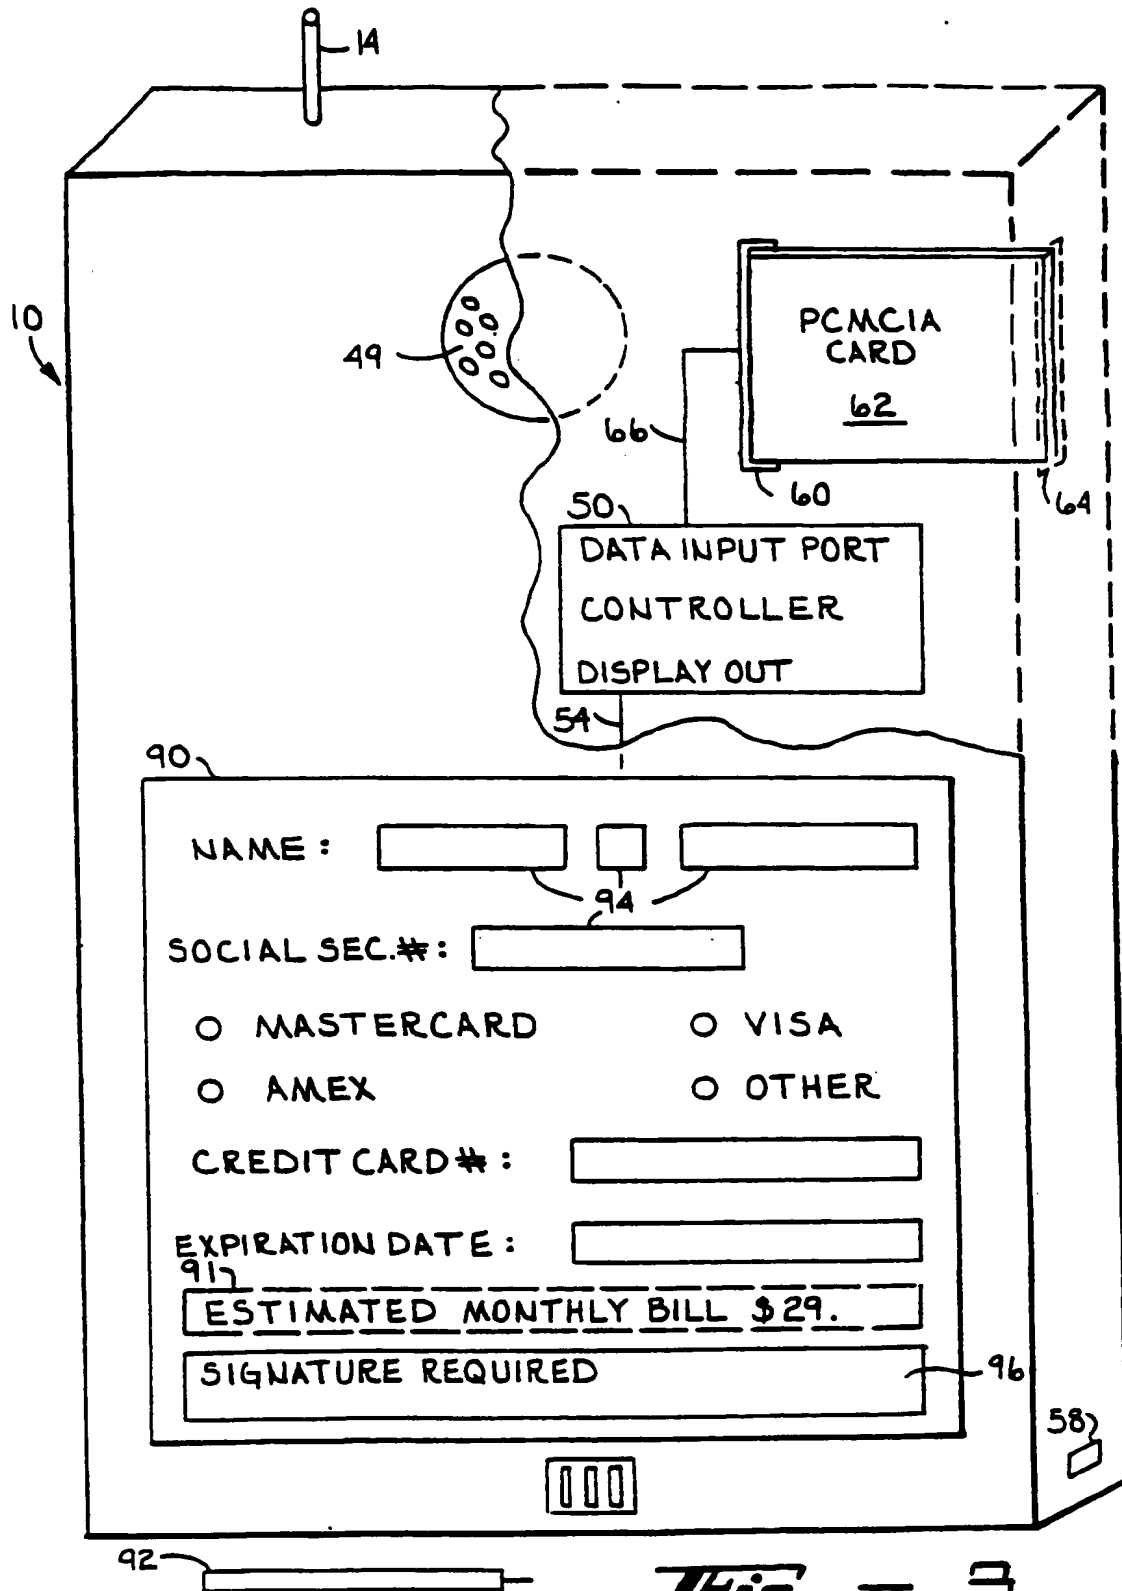 14
10
49
PCMCIA
CARD
62
66
60
64
50
DATA INPUT PORT
CONTROLLER
DISPLAY OUT
54
90
NAME:
94
SOCIAL SEC.#:
MASTERCARD VISA
AMEX OTHER
CREDIT CARD#:
EXPIRATION DATE:
91
ESTIMATED MONTHLY BILL $29.
SIGNATURE REQUIRED
96
58
92